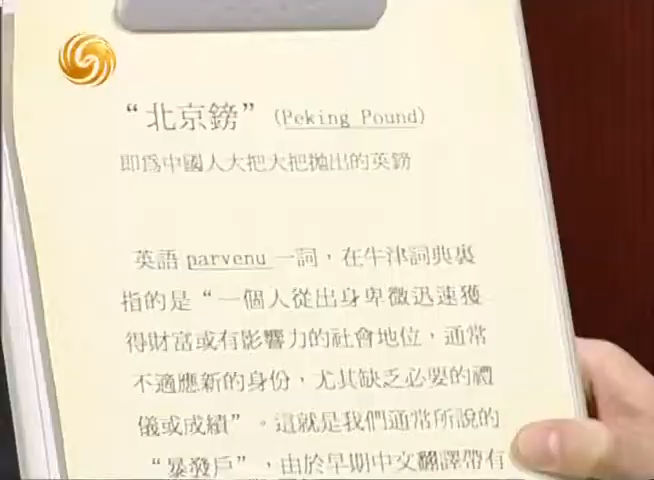 “北京鎊”（Peking Pound）
即爲中國人大把大把拋出的英鎊
英語 parvenu 一詞，在牛津詞典裏
指的是“一個人從出身卑微迅速獲
得財富或有影響力的社會地位，通常
不適應新的身份，尤其缺乏必要的禮
儀或成績”。這就是我們通常所說的
“暴發戶”，由於早期中文翻譯帶有